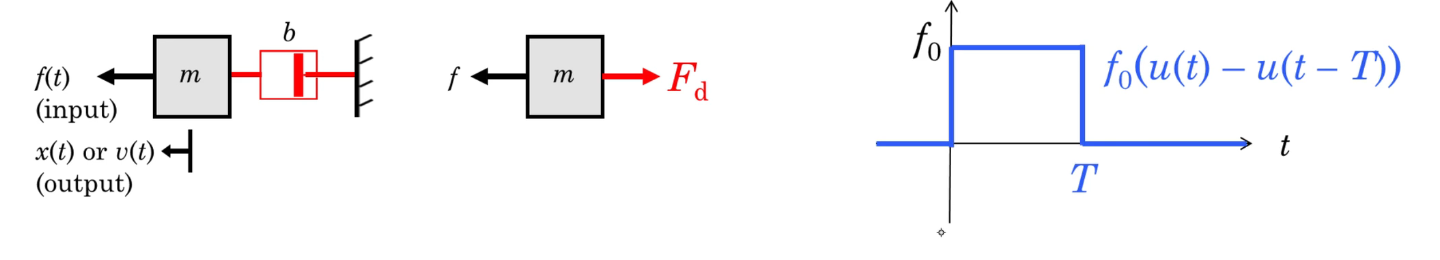 b
f(t)
(input)
m
x(t) or v(t)
(output)
f
m
F_d
f_0
f_0(u(t) − u(t − T))
t
T